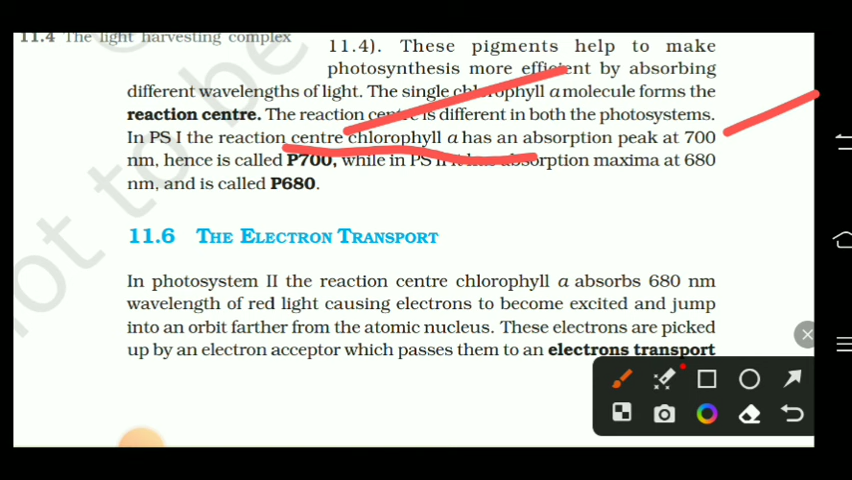 11.4 The light harvesting complex
11.4). These pigments help to make
photosynthesis more efficient by absorbing
different wavelengths of light. The single chlorophyll a molecule forms the
reaction centre. The reaction centre is different in both the photosystems.
In PS I the reaction centre chlorophyll a has an absorption peak at 700
nm, hence is called P700, while in PS II it has absorption maxima at 680
nm, and is called P680.
11.6 THE ELECTRON TRANSPORT
In photosystem II the reaction centre chlorophyll a absorbs 680 nm
wavelength of red light causing electrons to become excited and jump
into an orbit farther from the atomic nucleus. These electrons are picked
up by an electron acceptor which passes them to an electrons transport
not to be